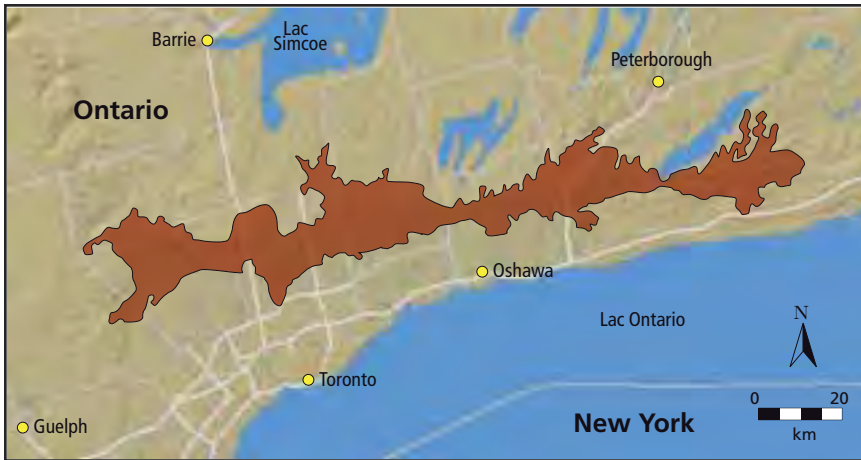 Barrie
Lac
Simcoe
Peterborough
Ontario
Oshawa
Lac Ontario
N
Toronto
0 20
km
New York
Guelph